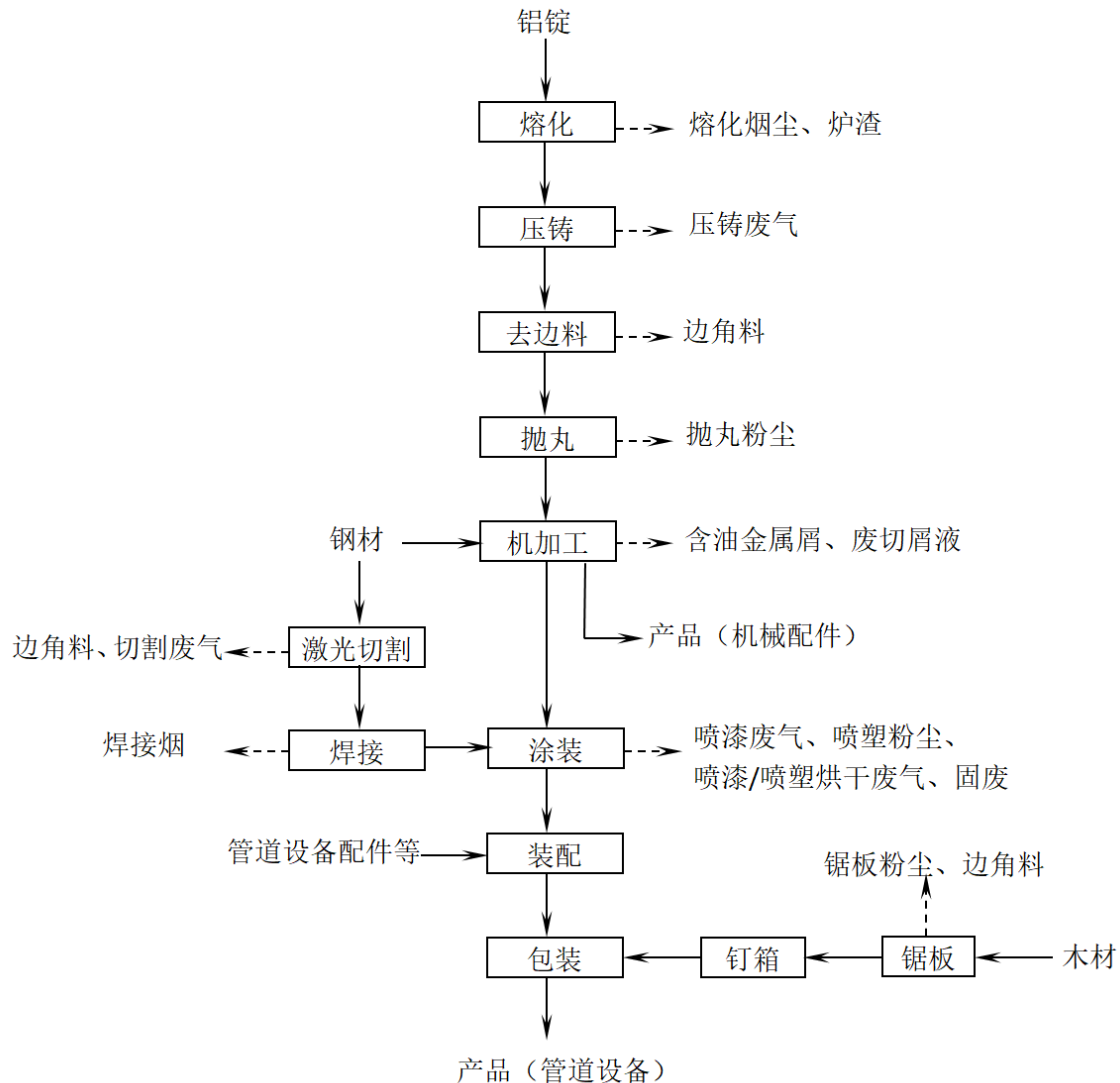 铝锭
熔化
熔化烟尘、炉渣
压铸
压铸废气
去边料
边角料
抛丸
抛丸粉尘
钢材
机加工
含油金属屑、废切屑液
产品（机械配件）
边角料、切割废气
激光切割
焊接烟
焊接
涂装
喷漆废气、喷塑粉尘、
喷漆/喷塑烘干废气、固废
管道设备配件等
装配
锯板粉尘、边角料
包装
钉箱
锯板
木材
产品（管道设备）